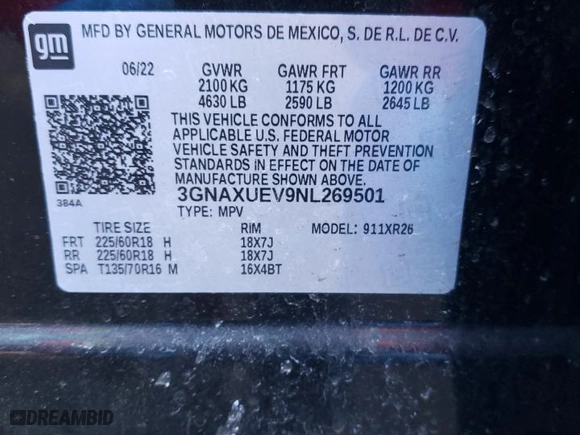 gm
MFD BY GENERAL MOTORS DE MEXICO, S. DE R.L. DE C.V.
06/22 GVWR GAWR FRT GAWR RR
2100 KG 1175 KG 1200 KG
4630 LB 2590 LB 2645 LB
THIS VEHICLE CONFORMS TO ALL
APPLICABLE U.S. FEDERAL MOTOR
VEHICLE SAFETY AND THEFT PREVENTION
STANDARDS IN EFFECT ON THE DATE OF
MANUFACTURE SHOWN ABOVE.
384A 3GNAXUEV9NL269501
TYPE: MPV
TIRE SIZE RIM MODEL: 911XR26
FRT 225/60R18 H 18X7J
RR 225/60R18 H 18X7J
SPA T135/70R16 M 16X4BT
DREAMBID